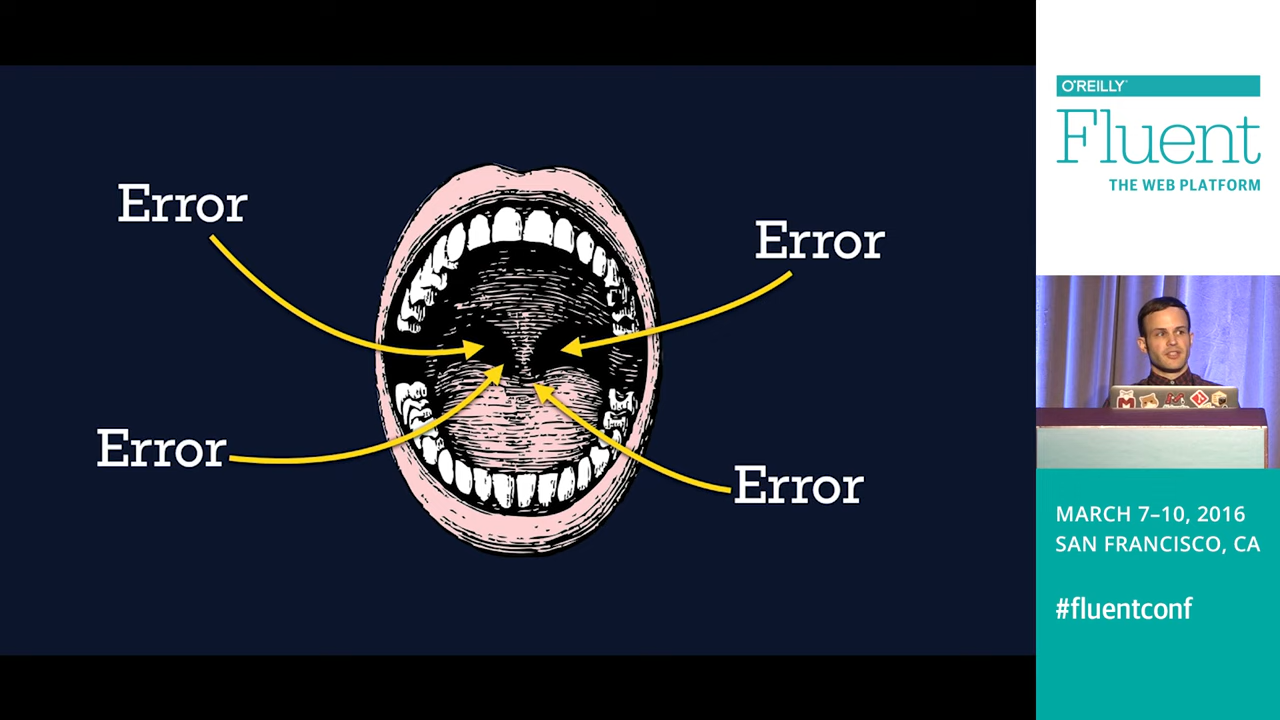 Error
Error
Error
Error
O'REILLY
Fluent
THE WEB PLATFORM
MARCH 7–10, 2016
SAN FRANCISCO, CA
#fluentconf